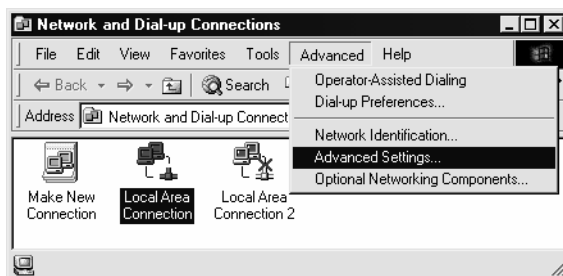 Network and Dial-up Connections
File Edit View Favorites Tools Advanced Help
Back Search
Operator-Assisted Dialing
Dial-up Preferences...
Address Network and Dial-up Connect
Network Identification...
Advanced Settings...
Optional Networking Components...
Make New Connection
Local Area Connection
Local Area Connection 2